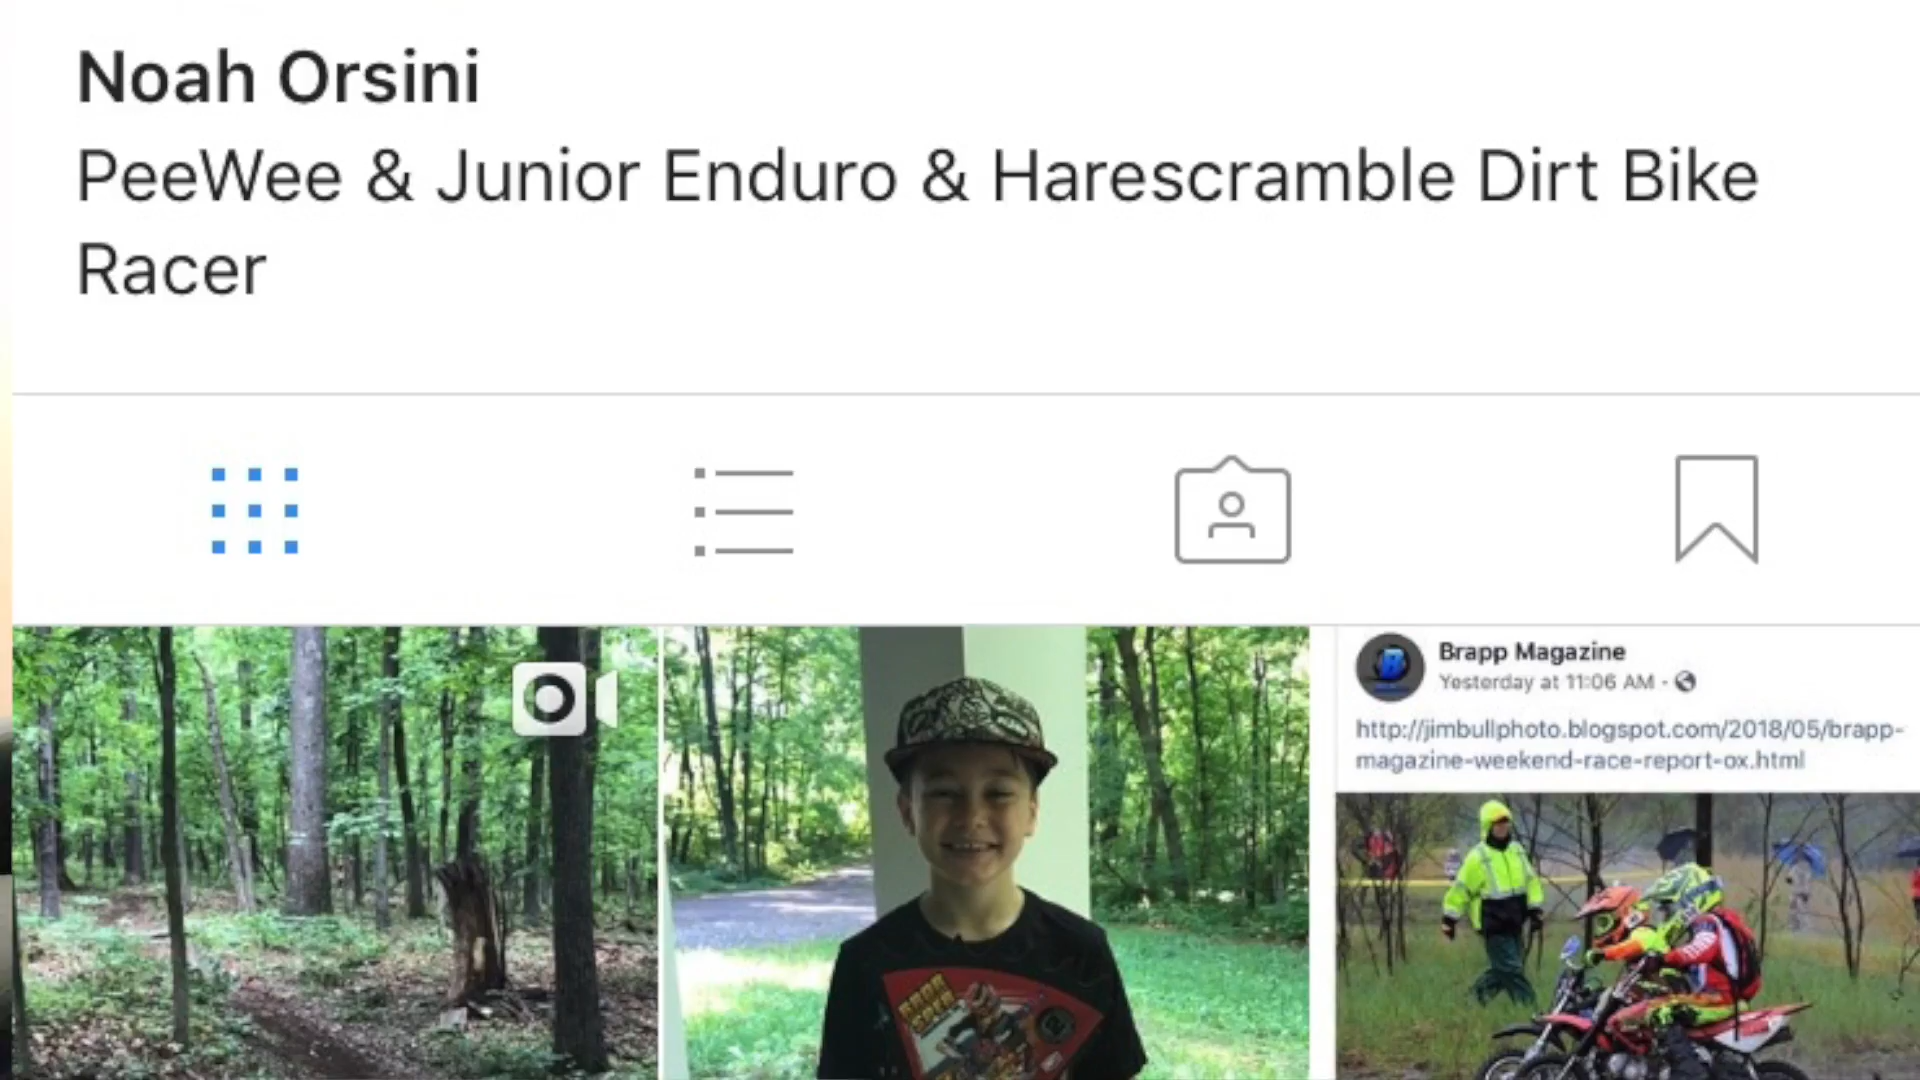 Noah Orsini
PeeWee & Junior Enduro & Harescramble Dirt Bike
Racer
Brapp Magazine
Yesterday at 11:06 AM ·
http://jimbullphoto.blogspot.com/2018/05/brapp-
magazine-weekend-race-report-ox.html